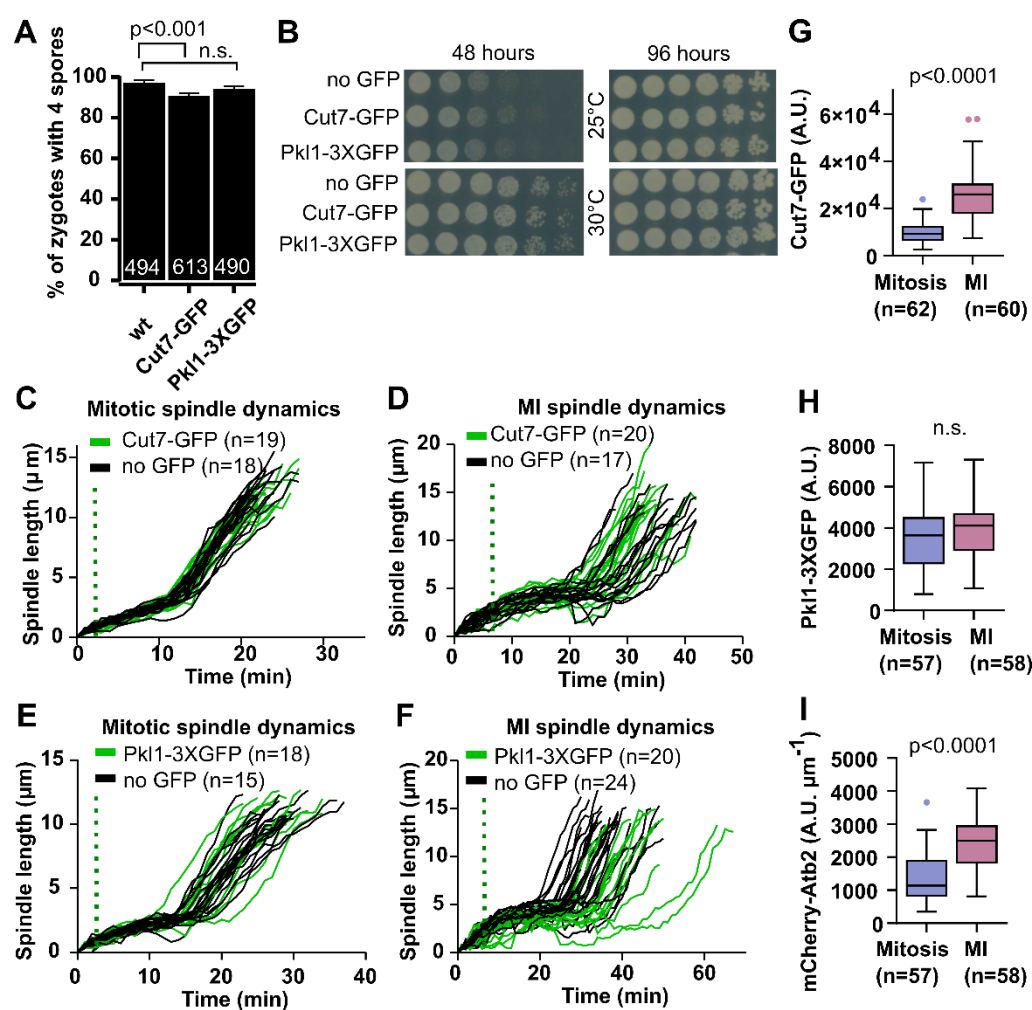 A
p<0.001
n.s.
% of zygotes with 4 spores
100
80
60
40
20
0
494 613 490
wt
Cut7-GFP
Pkl1-3XGFP
B
48 hours 96 hours
no GFP
Cut7-GFP
Pkl1-3XGFP
25°C
no GFP
Cut7-GFP
Pkl1-3XGFP
30°C
G
p<0.0001
Cut7-GFP (A.U.)
6×10⁴
4×10⁴
2×10⁴
0
Mitosis MI
(n=62) (n=60)
C
Mitotic spindle dynamics
Cut7-GFP (n=19)
no GFP (n=18)
Spindle length (µm)
15
10
5
0
0 10 20 30
Time (min)
D
MI spindle dynamics
Cut7-GFP (n=20)
no GFP (n=17)
Spindle length (µm)
20
15
10
5
0
0 10 20 30 40 50
Time (min)
H
n.s.
Pkl1-3XGFP (A.U.)
8000
6000
4000
2000
0
Mitosis MI
(n=57) (n=58)
E
Mitotic spindle dynamics
Pkl1-3XGFP (n=18)
no GFP (n=15)
Spindle length (µm)
15
10
5
0
0 10 20 30 40
Time (min)
F
MI spindle dynamics
Pkl1-3XGFP (n=20)
no GFP (n=24)
Spindle length (µm)
20
15
10
5
0
0 20 40 60
Time (min)
I
p<0.0001
mCherry-Atb2 (A.U. µm⁻¹)
5000
4000
3000
2000
1000
0
Mitosis MI
(n=57) (n=58)